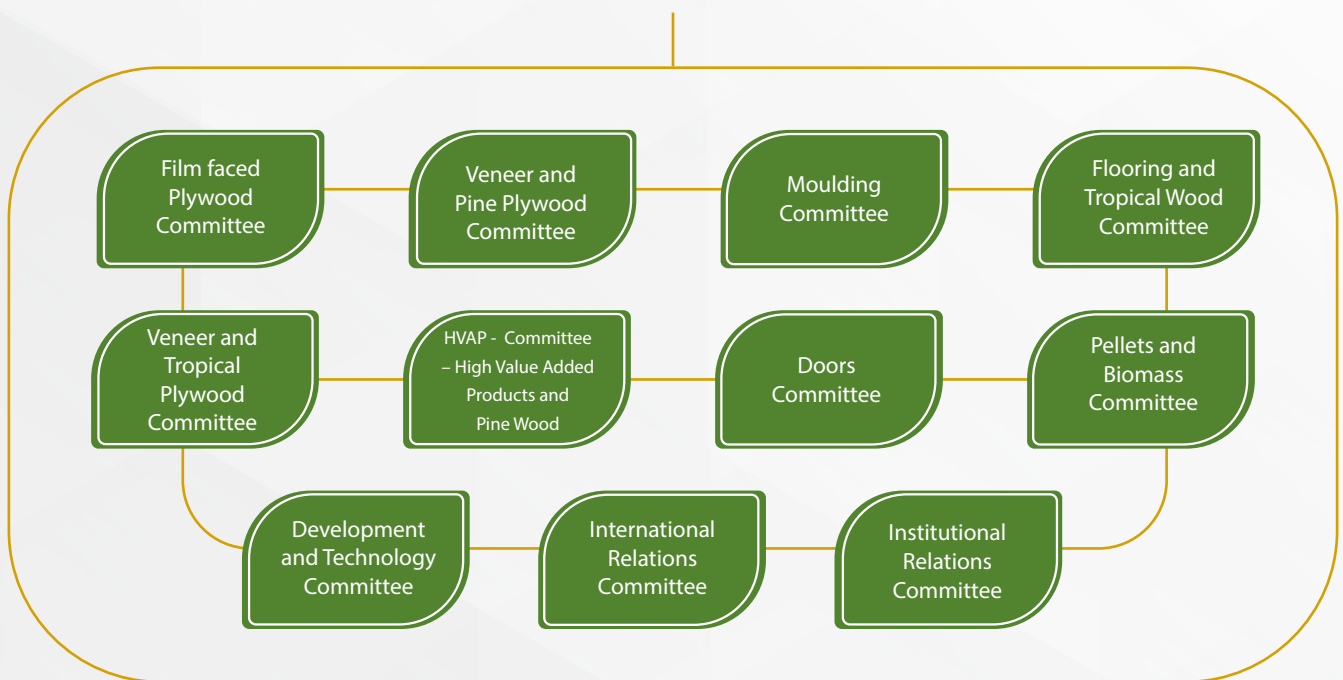 Film faced
Plywood
Committee
Veneer and
Pine Plywood
Committee
Moulding
Committee
Flooring and
Tropical Wood
Committee
Veneer and
Tropical
Plywood
Committee
HVAP - Committee
– High Value Added
Products and
Pine Wood
Doors
Committee
Pellets and
Biomass
Committee
Development
and Technology
Committee
International
Relations
Committee
Institutional
Relations
Committee